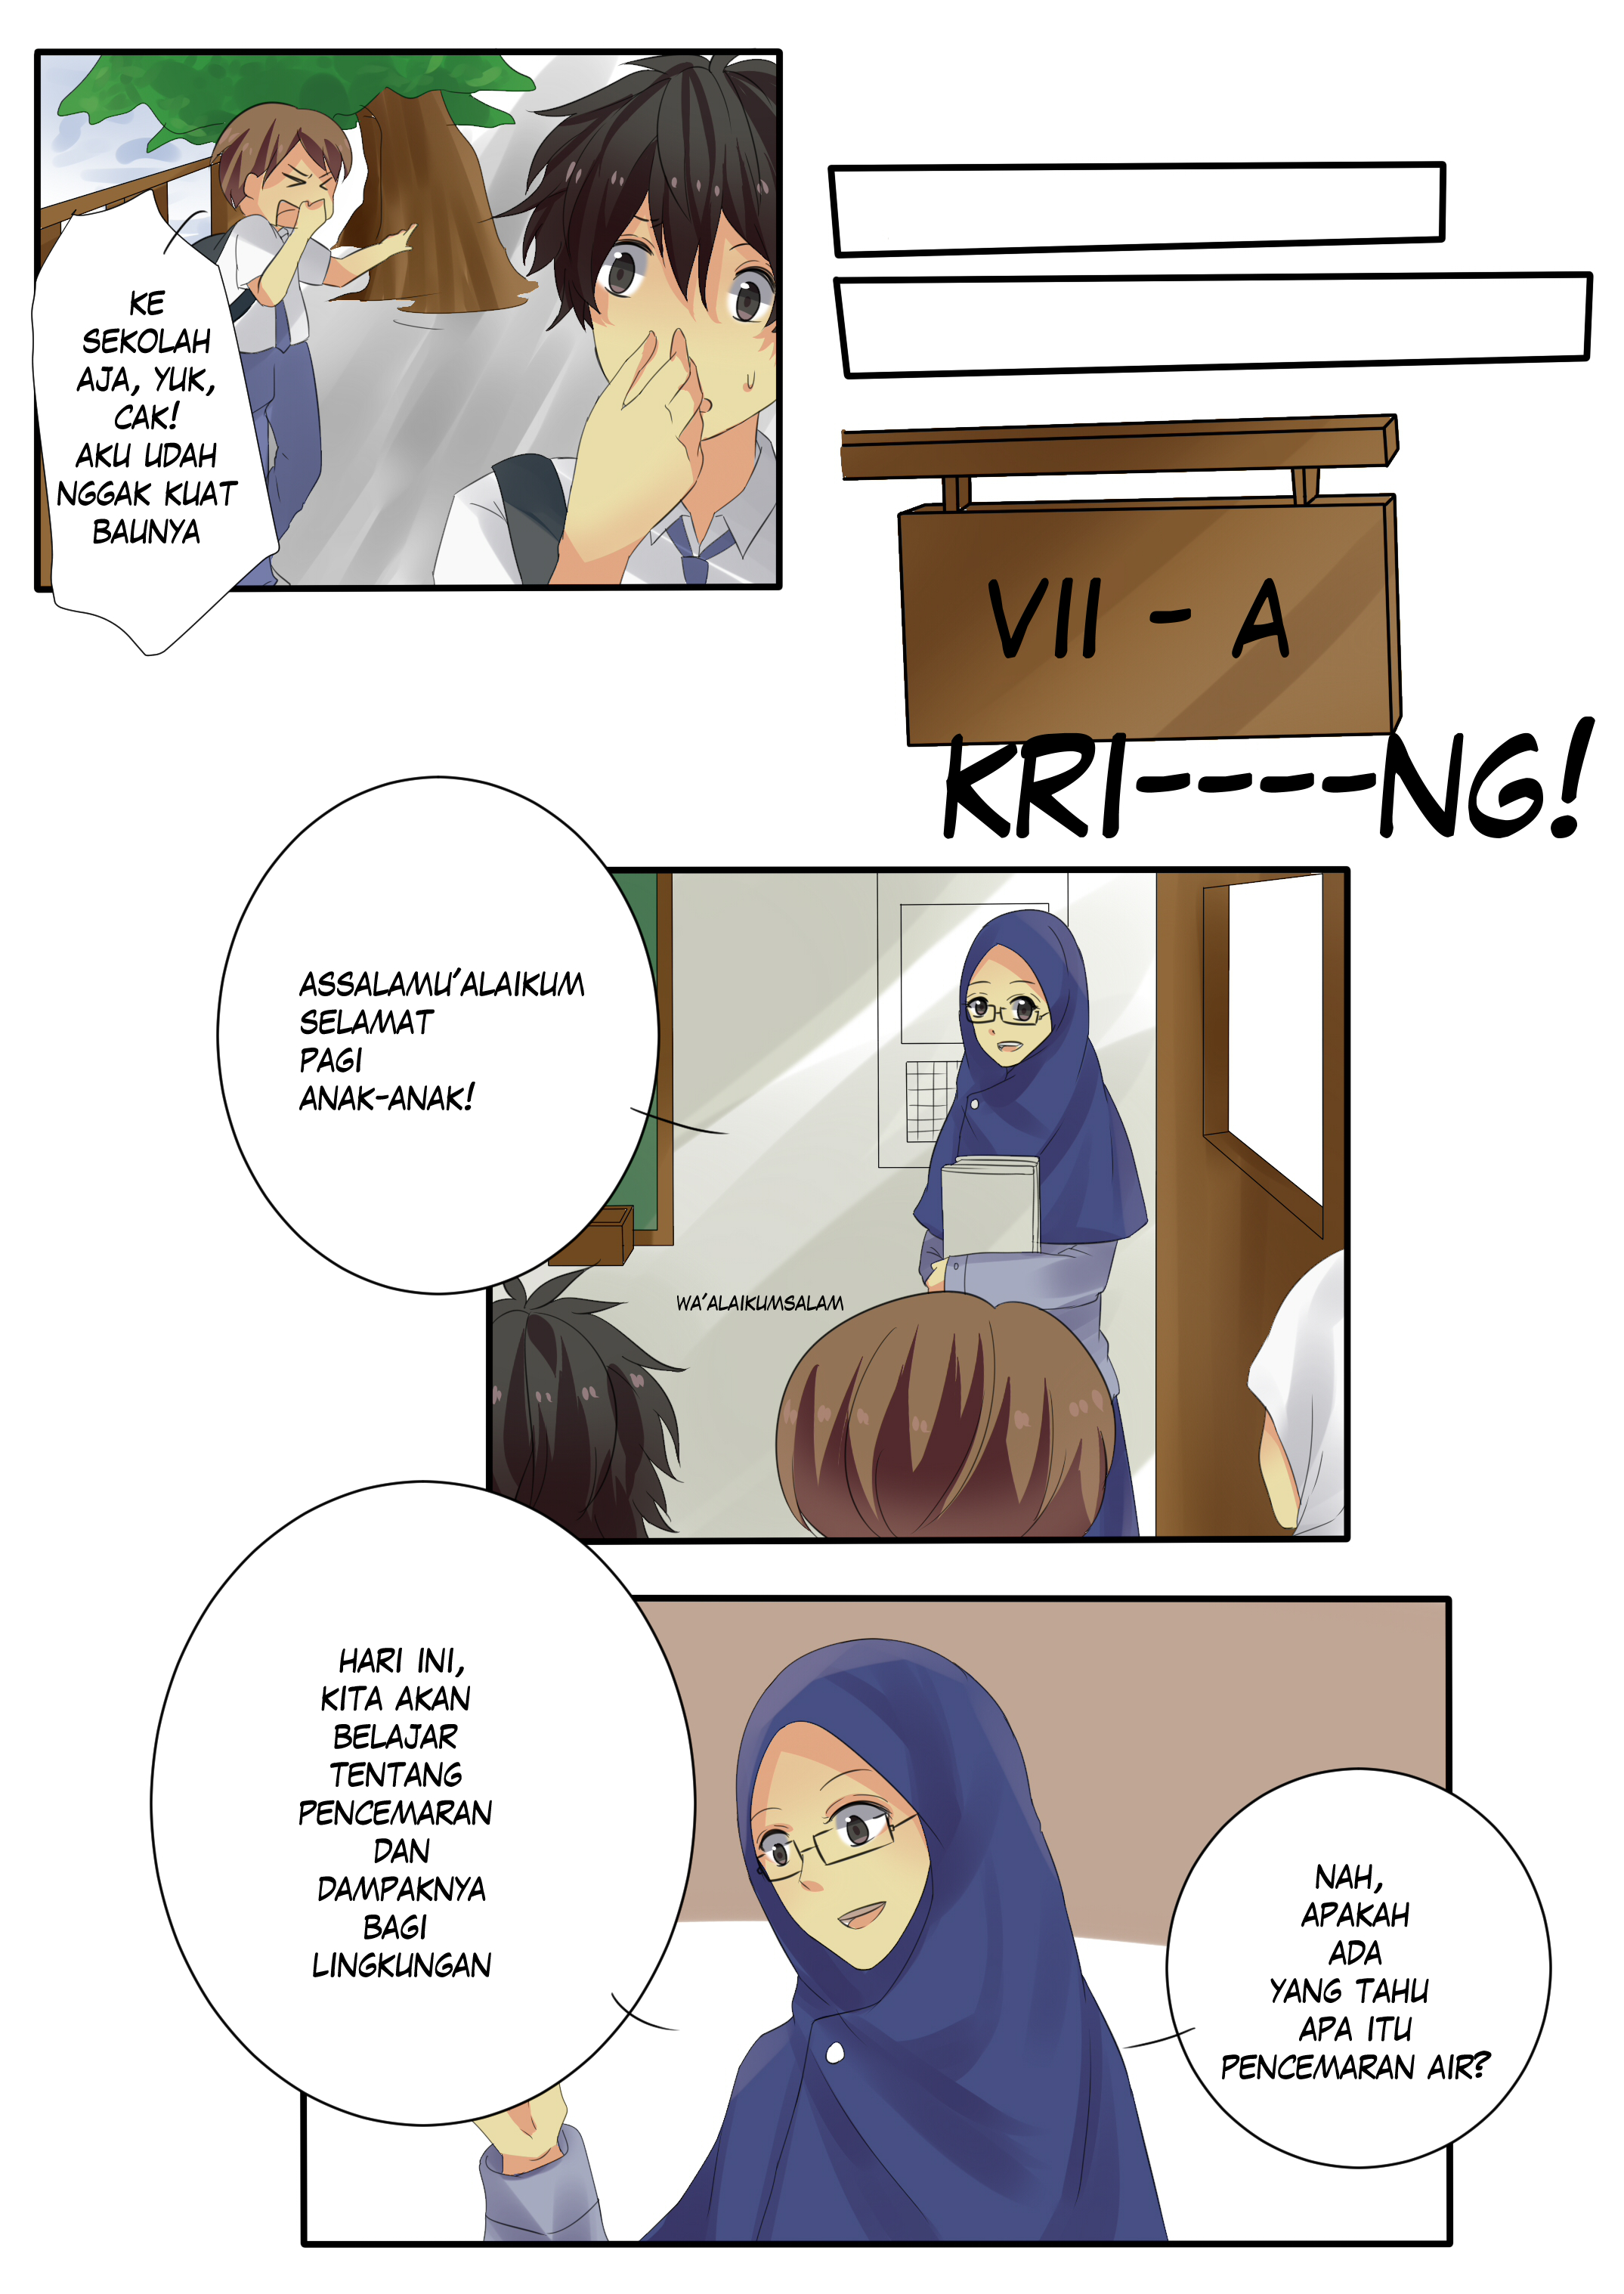 KE
SEKOLAH
AJA, YUK,
CAK!
AKU UDAH
NGGAK KUAT
BAUNYA
VII - A
KRI-----NG!
ASSALAMU'ALAIKUM
SELAMAT
PAGI
ANAK-ANAK!
WA'ALAIKUMSALAM
HARI INI,
KITA AKAN
BELAJAR
TENTANG
PENCEMARAN
DAN
DAMPAKNYA
BAGI
LINGKUNGAN
NAH,
APAKAH
ADA
YANG TAHU
APA ITU
PENCEMARAN AIR?